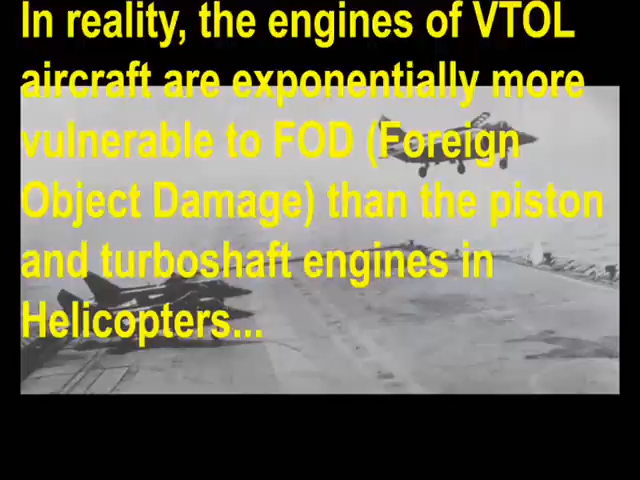 In reality, the engines of VTOL
aircraft are exponentially more
vulnerable to FOD (Foreign
Object Damage) than the piston
and turboshaft engines in
Helicopters...